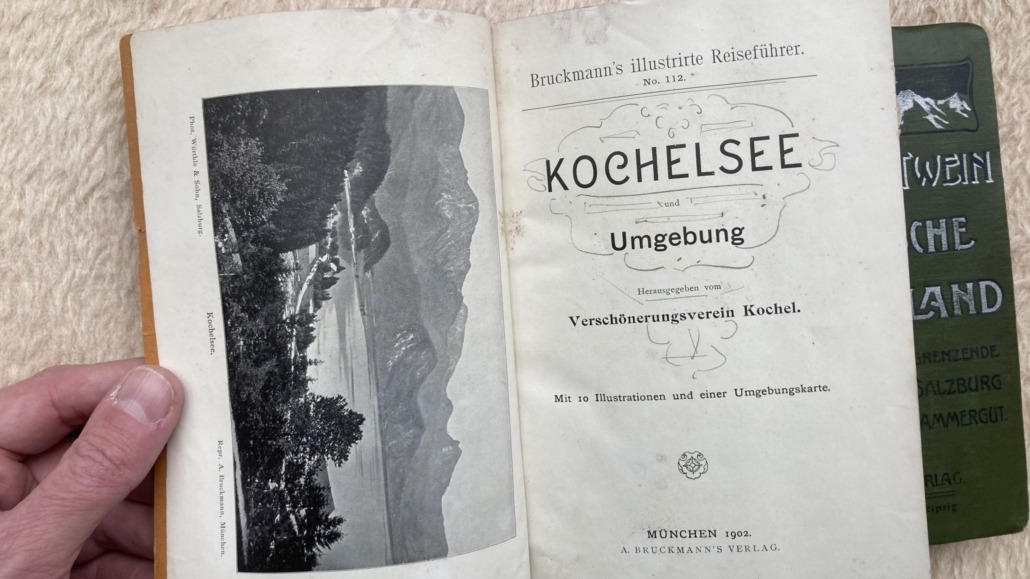 Phot. Würthle & Sohn, Salzburg.
Kochelsee.
Repr. A. Bruckmann, München.
Bruckmann's illustrirte Reiseführer.
No. 112.
KOCHELSEE
und
Umgebung
Herausgegeben vom
Verschönerungsverein Kochel.
Mit 10 Illustrationen und einer Umgebungskarte.
MÜNCHEN 1902.
A. BRUCKMANN'S VERLAG.
TWEIN
CHE
LAND
GRENZENDE
SALZBURG
AMMERGUT.
RLAG.
eipzig